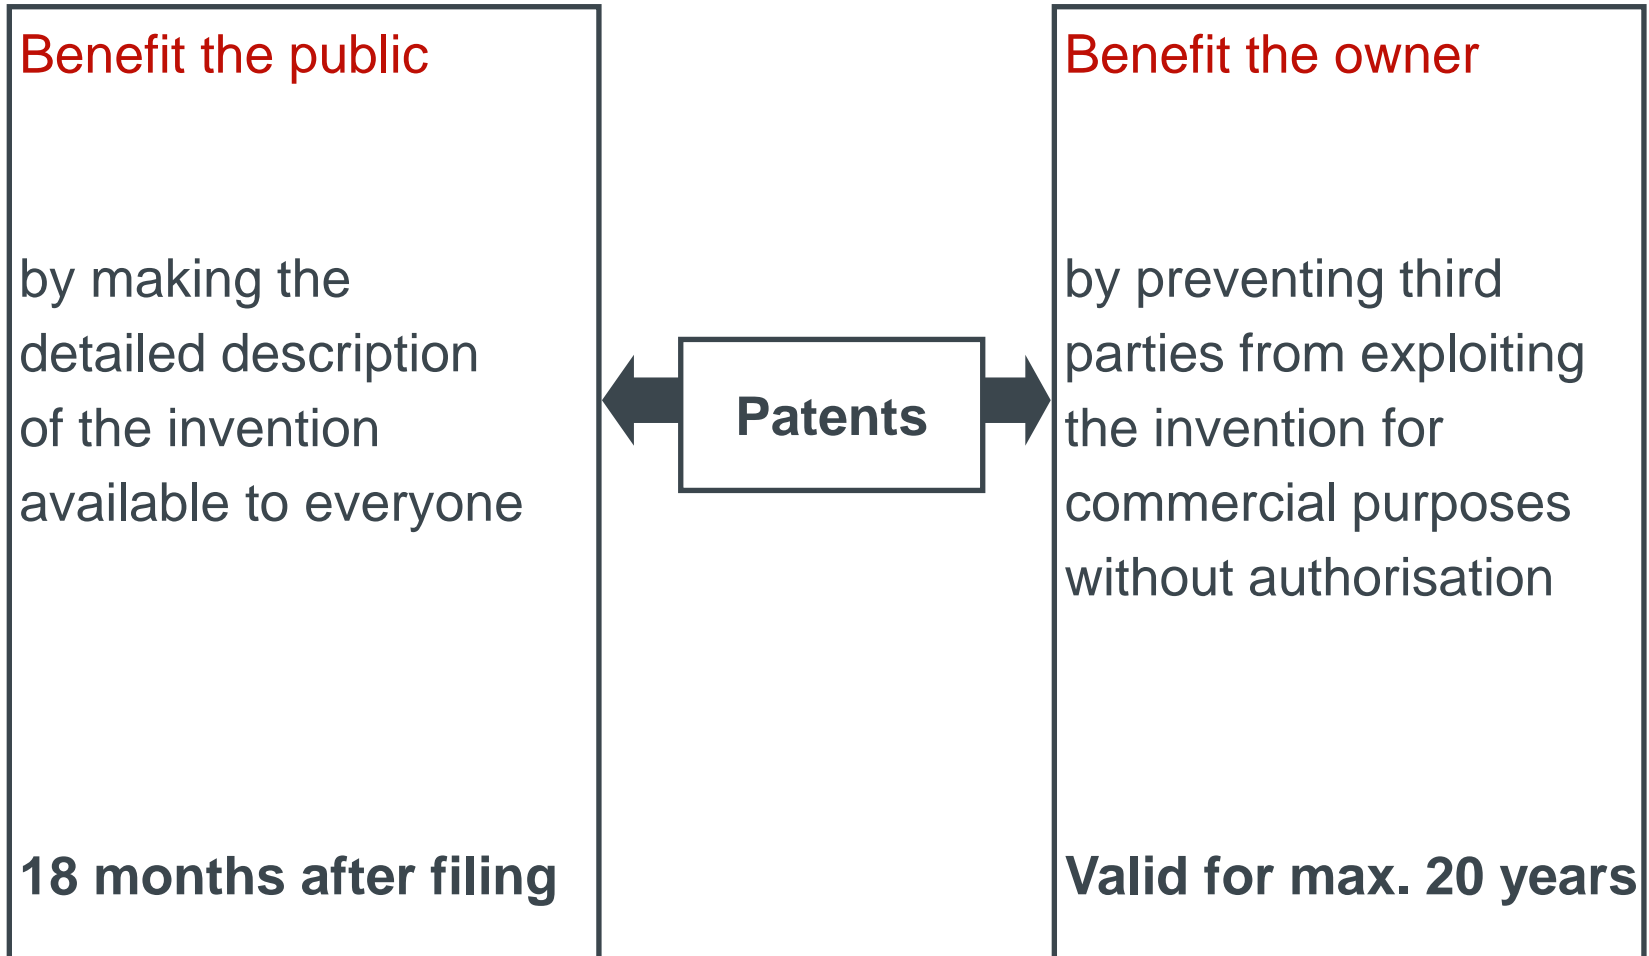 Benefit the public
by making the
detailed description
of the invention
available to everyone
18 months after filing
Patents
Benefit the owner
by preventing third
parties from exploiting
the invention for
commercial purposes
without authorisation
Valid for max. 20 years